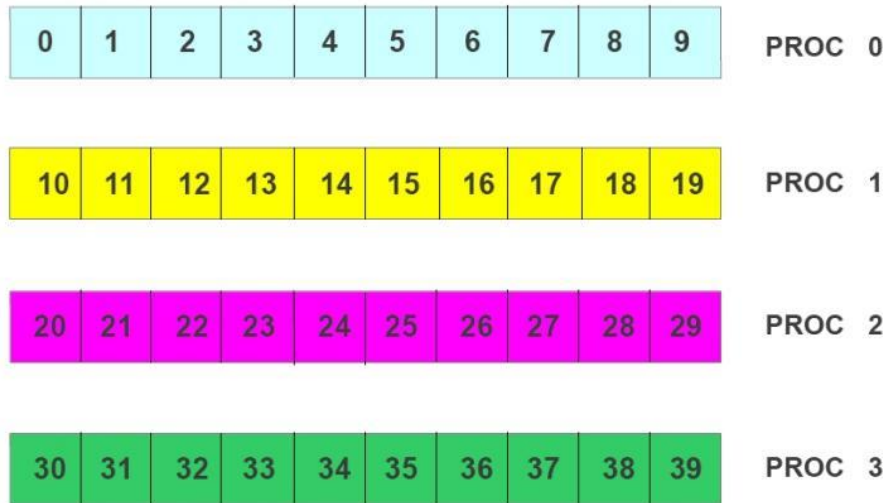 0 1 2 3 4 5 6 7 8 9 PROC 0
10 11 12 13 14 15 16 17 18 19 PROC 1
20 21 22 23 24 25 26 27 28 29 PROC 2
30 31 32 33 34 35 36 37 38 39 PROC 3